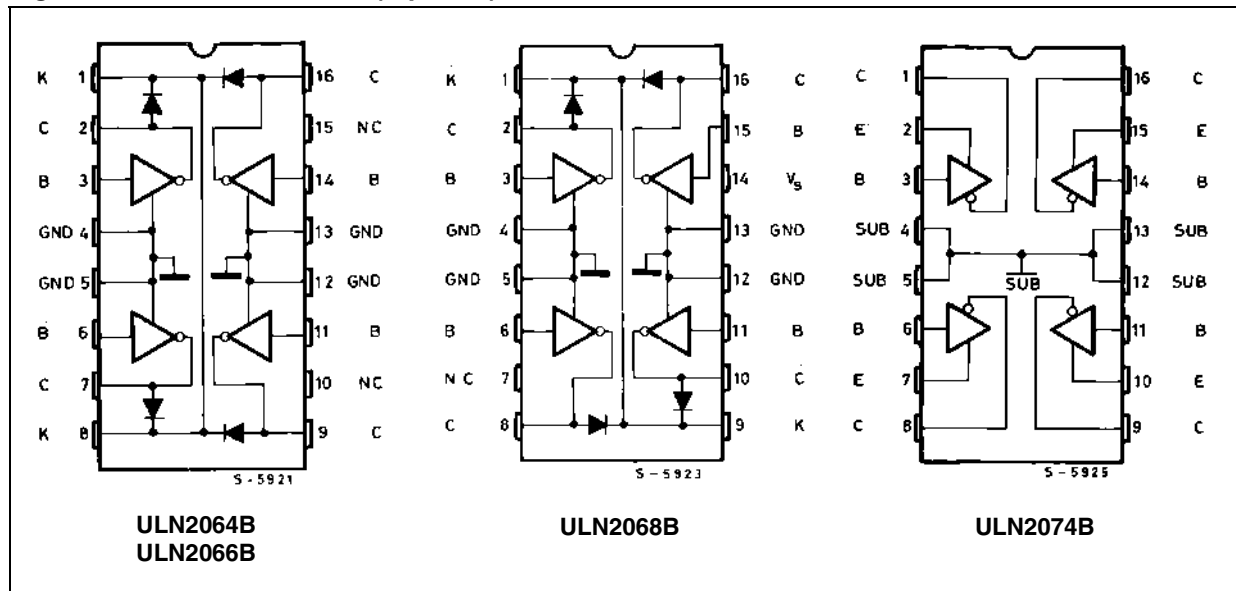 K 1 16 C K 1 16 C C 1 16 C
C 2 15 NC C 2 15 B E 2 15 E
B 3 14 B B 3 14 Vs B 3 14 B
GND 4 13 GND GND 4 13 GND SUB 4 13 SUB
GND 5 12 GND GND 5 12 GND SUB 5 SUB 12 SUB
B 6 11 B B 6 11 B B 6 11 B
C 7 10 NC NC 7 10 C E 7 10 E
K 8 9 C C 8 9 K C 8 9 C
S-5921 S-5923 S-5925
ULN2064B ULN2068B ULN2074B
ULN2066B